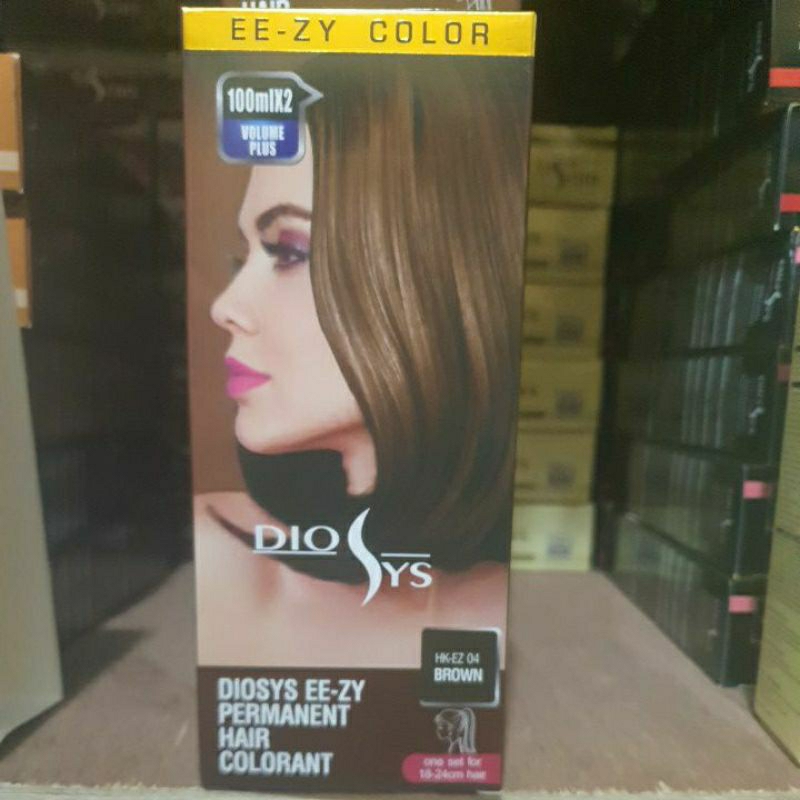 EE-ZY COLOR
100mlX2
VOLUME
PLUS
DIOSYS
HK-EZ 04
BROWN
DIOSYS EE-ZY
PERMANENT
HAIR
COLORANT
one set for
18-24cm hair